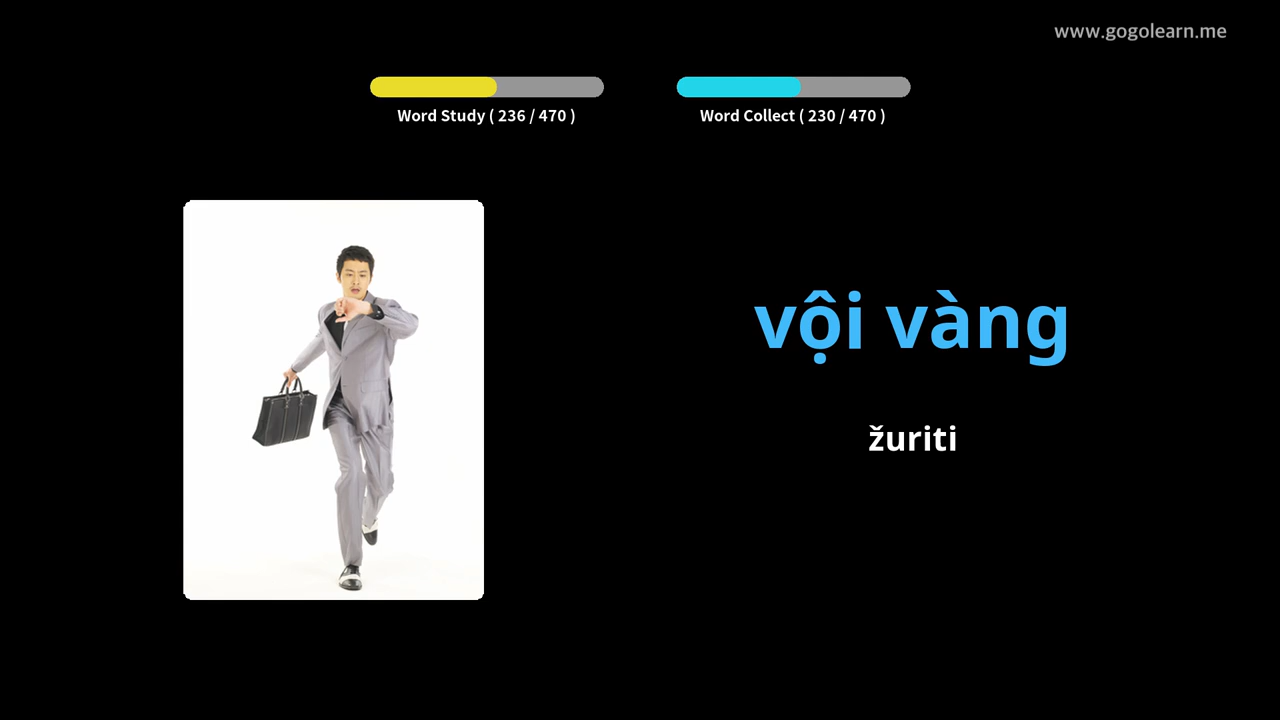 www.gogolearn.me
Word Study ( 236 / 470 )
Word Collect ( 230 / 470 )
vội vàng
žuriti